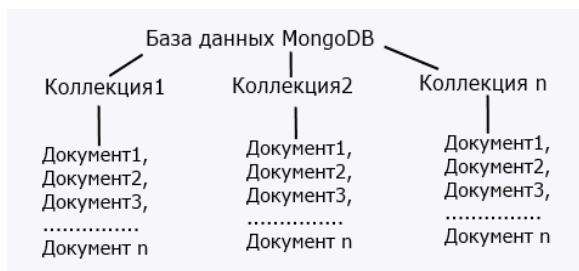 База данных MongoDB
Коллекция1
Коллекция2
Коллекция n
Документ1,
Документ2,
Документ3,
...............
Документ n
Документ1,
Документ2,
Документ3,
...............
Документ n
Документ1,
Документ2,
Документ3,
...............
Документ n